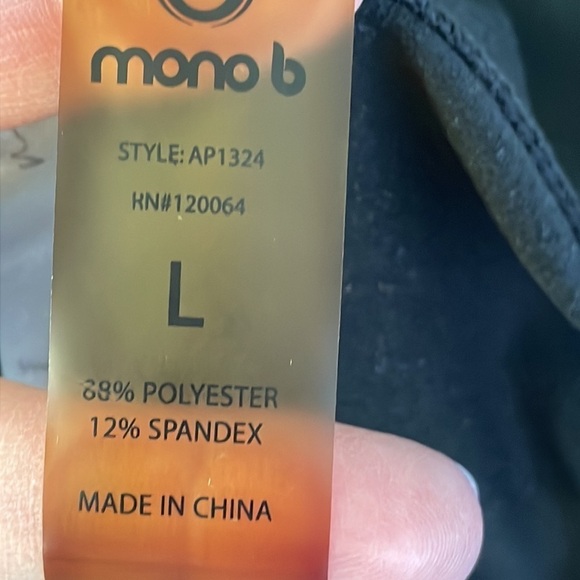 mono b
STYLE: AP1324
RN#120064
L
88% POLYESTER
12% SPANDEX
MADE IN CHINA